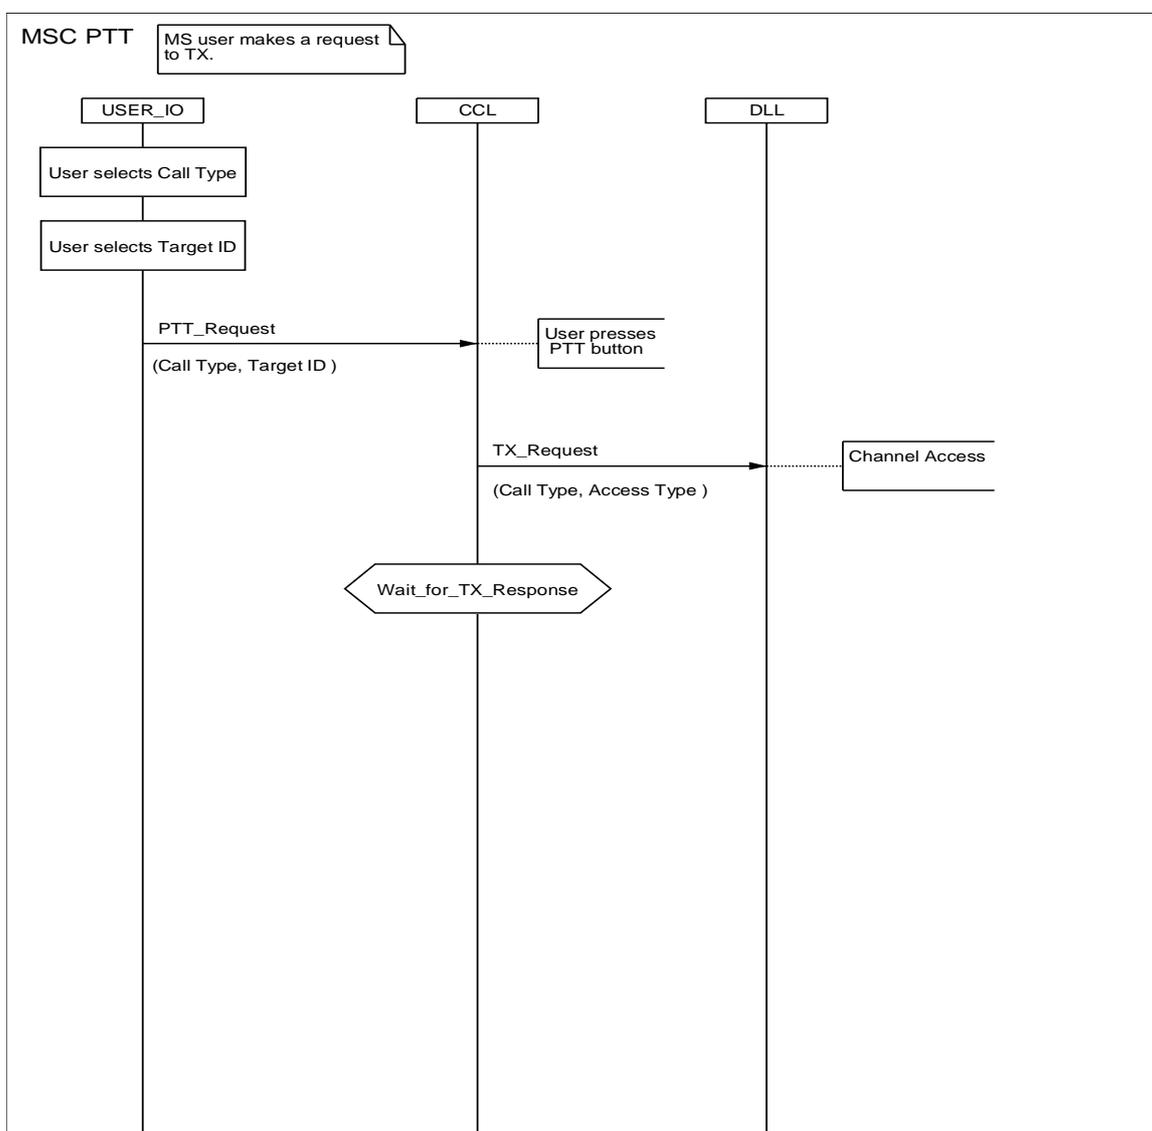 MSC PTT
MS user makes a request
to TX.
USER_IO
CCL
DLL
User selects Call Type
User selects Target ID
PTT_Request
(Call Type, Target ID )
User presses
PTT button
TX_Request
(Call Type, Access Type )
Channel Access
Wait_for_TX_Response